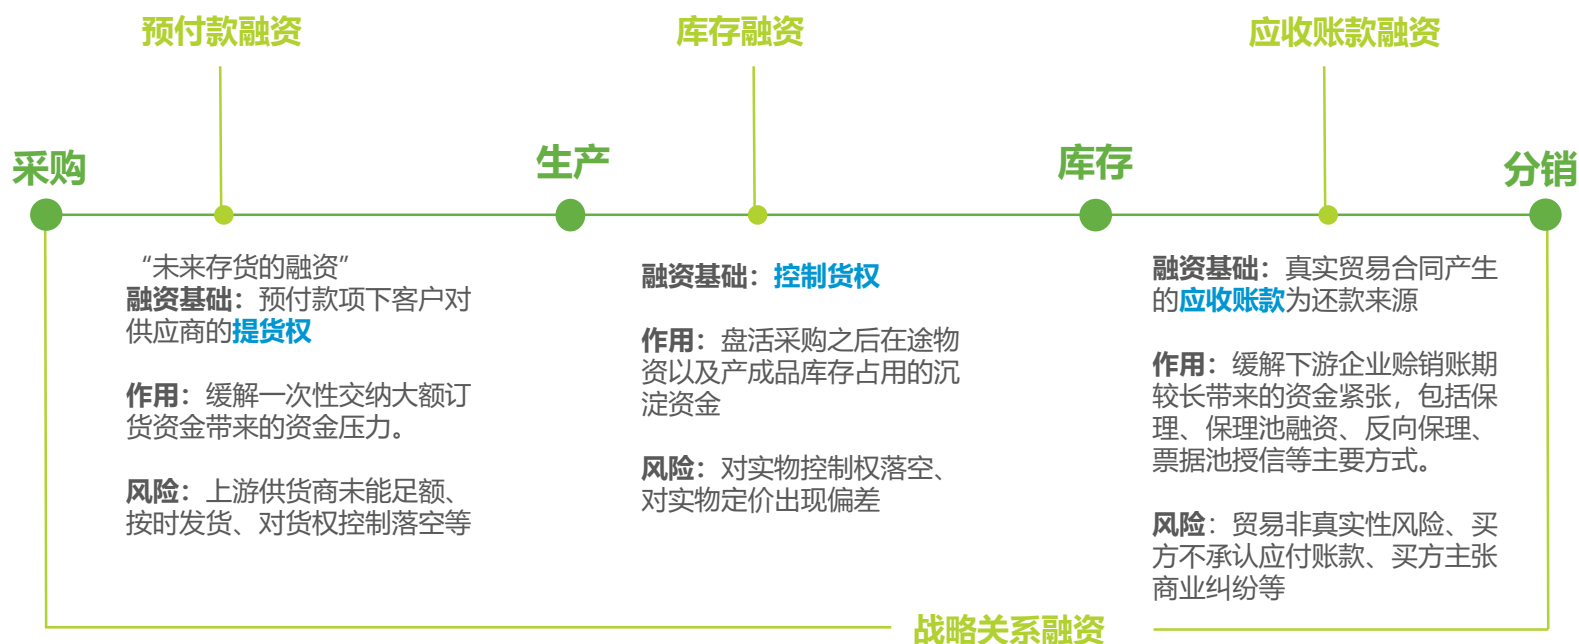 预付款融资
库存融资
应收账款融资
采购
生产
库存
分销
“未来存货的融资”
融资基础：预付款项下客户对
供应商的提货权
作用：缓解一次性交纳大额订
货资金带来的资金压力。
风险：上游供货商未能足额、
按时发货、对货权控制落空等
融资基础：控制货权
作用：盘活采购之后在途物
资以及产成品库存占用的沉
淀资金
风险：对实物控制权落空、
对实物定价出现偏差
融资基础：真实贸易合同产生
的应收账款为还款来源
作用：缓解下游企业赊销账期
较长带来的资金紧张，包括保
理、保理池融资、反向保理、
票据池授信等主要方式。
风险：贸易非真实性风险、买
方不承认应付账款、买方主张
商业纠纷等
战略关系融资